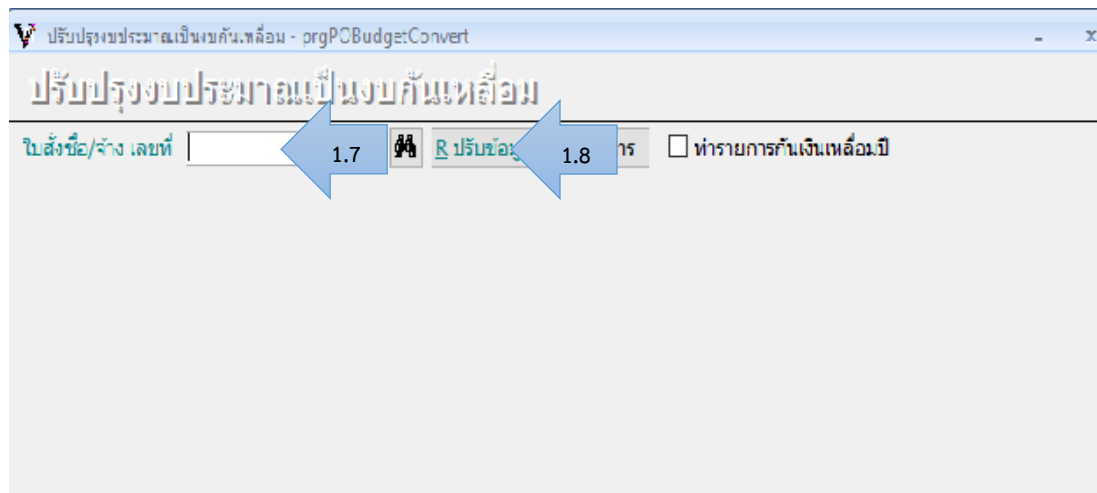 ปรับปรุงงบประมาณเป็นงบกันเหลื่อม - prgPOBudgetConvert
ปรับปรุงงบประมาณเป็นงบกันเหลื่อม
ใบสั่งซื้อ/จ้าง เลขที่ 1.7 R ปรับข้อมู 1.8 าร ทำรายการกันเงินเหลื่อมปี